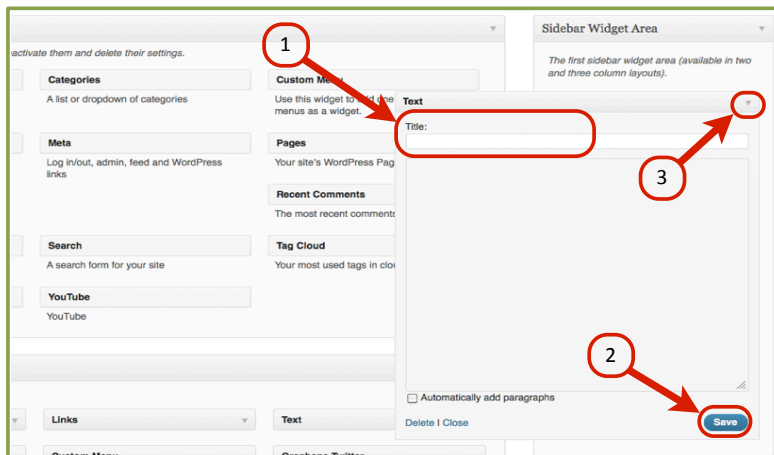 Sidebar Widget Area
activate them and delete their settings.
1
The first sidebar widget area (available in two
and three column layouts).
Categories
Custom Menu
A list or dropdown of categories
Use this widget to add one
menus as a widget.
Text
Title:
3
Meta
Pages
Log in/out, admin, feed and WordPress
links
Your site's WordPress Pag
Recent Comments
The most recent comments
Search
Tag Cloud
A search form for your site
Your most used tags in clou
YouTube
YouTube
2
Automatically add paragraphs
Delete | Close
Save
Links
Text
Custom Menu
Graphene Twitter